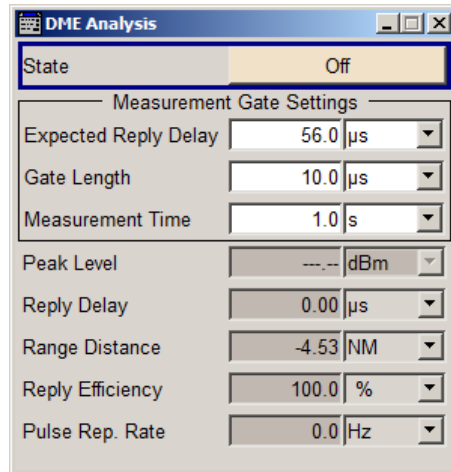 DME Analysis
State Off
Measurement Gate Settings
Expected Reply Delay 56.0 µs
Gate Length 10.0 µs
Measurement Time 1.0 s
Peak Level ---.-- dBm
Reply Delay 0.00 µs
Range Distance -4.53 NM
Reply Efficiency 100.0 %
Pulse Rep. Rate 0.0 Hz